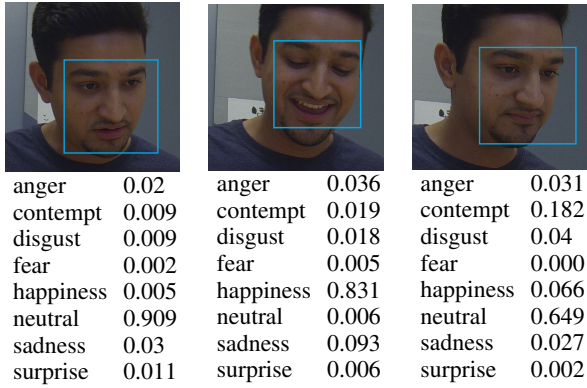 anger 0.02
contempt 0.009
disgust 0.009
fear 0.002
happiness 0.005
neutral 0.909
sadness 0.03
surprise 0.011
anger 0.036
contempt 0.019
disgust 0.018
fear 0.005
happiness 0.831
neutral 0.006
sadness 0.093
surprise 0.006
anger 0.031
contempt 0.182
disgust 0.04
fear 0.000
happiness 0.066
neutral 0.649
sadness 0.027
surprise 0.002